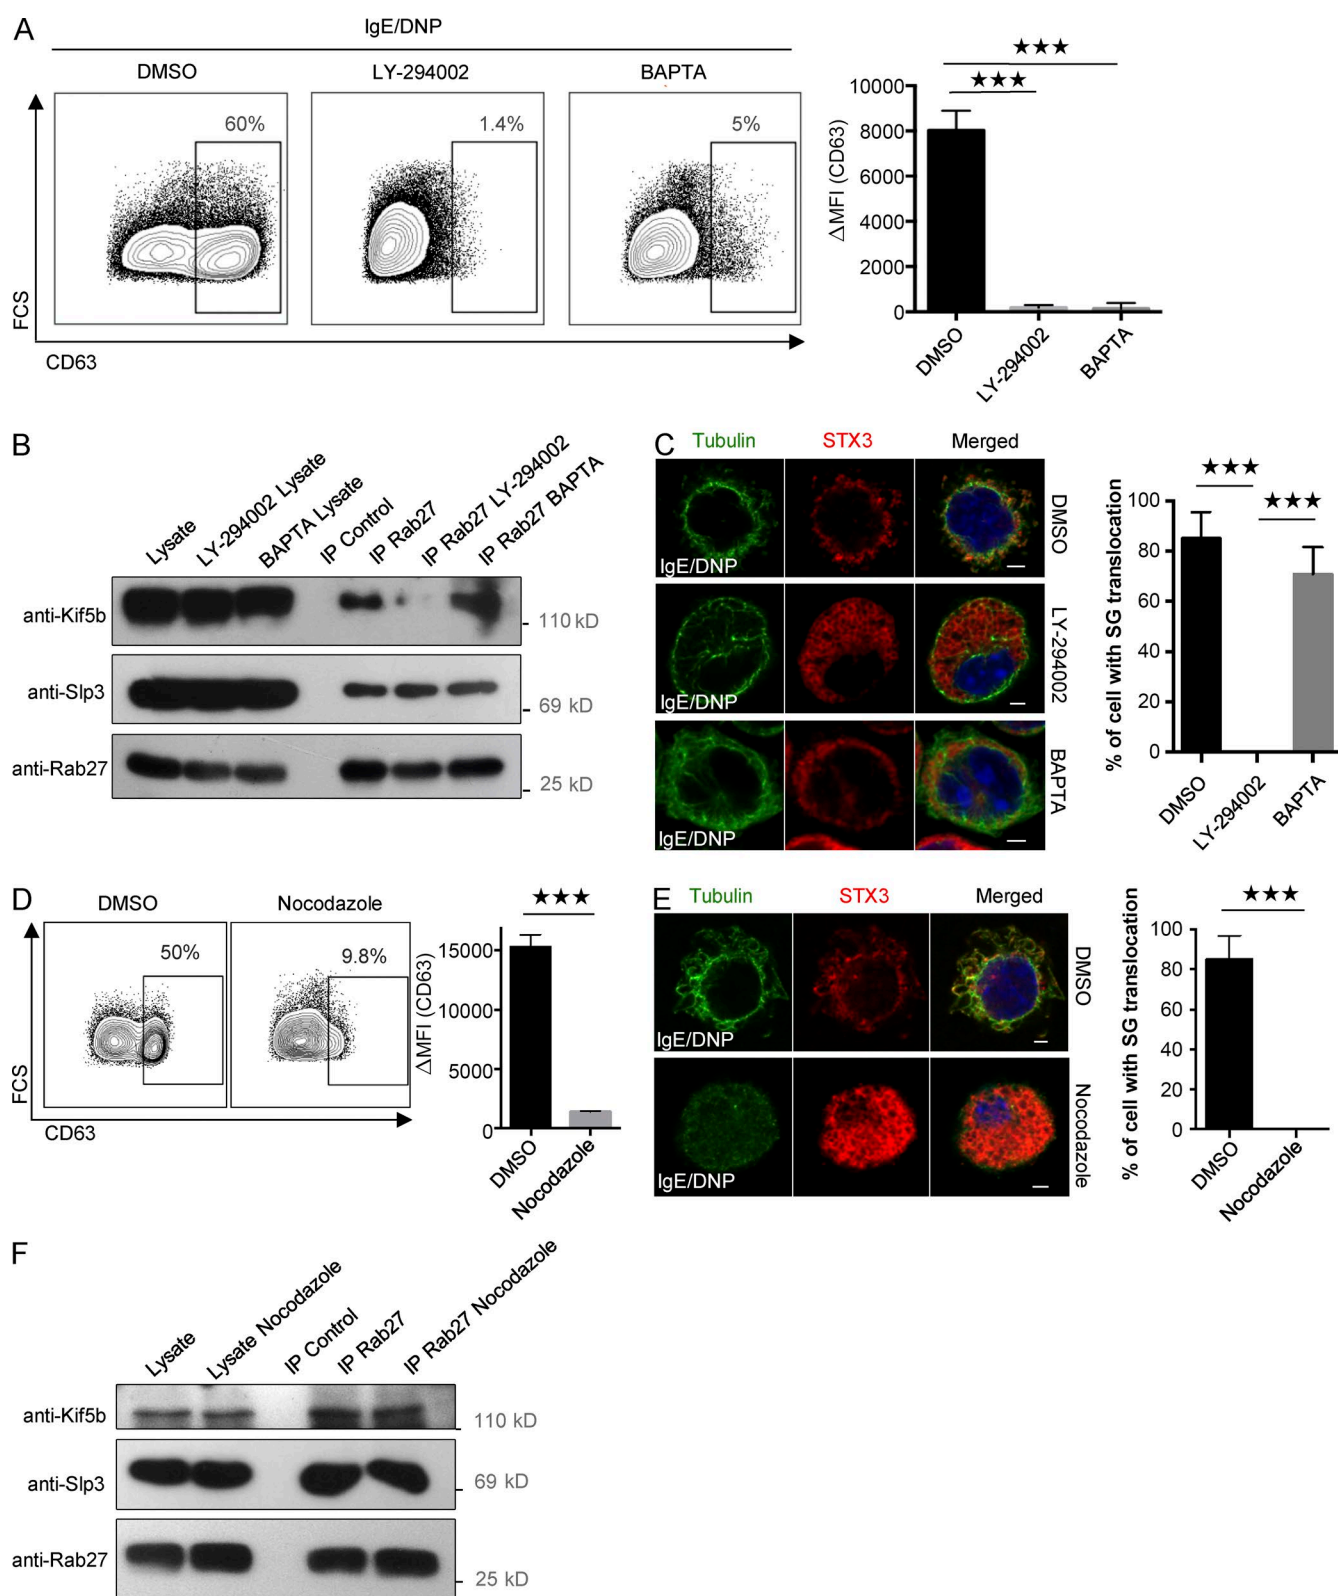 A
IgE/DNP
DMSO LY-294002 BAPTA
60% 1.4% 5%
FCS
CD63
★★★
★★★
ΔMFI (CD63)
10000
8000
6000
4000
2000
0
DMSO LY-294002 BAPTA
B
Lysate LY-294002 Lysate BAPTA Lysate IP Control IP Rab27 IP Rab27 LY-294002 IP Rab27 BAPTA
anti-Kif5b 110 kD
anti-Slp3 69 kD
anti-Rab27 25 kD
C
Tubulin STX3 Merged
IgE/DNP DMSO
IgE/DNP LY-294002
IgE/DNP BAPTA
★★★
★★★
% of cell with SG translocation
100
80
60
40
20
0
DMSO LY-294002 BAPTA
D
DMSO Nocodazole
50% 9.8%
FCS
CD63
★★★
ΔMFI (CD63)
15000
10000
5000
0
DMSO Nocodazole
E
Tubulin STX3 Merged
IgE/DNP DMSO
IgE/DNP Nocodazole
★★★
% of cell with SG translocation
100
80
60
40
20
0
DMSO Nocodazole
F
Lysate Lysate Nocodazole IP Control IP Rab27 IP Rab27 Nocodazole
anti-Kif5b 110 kD
anti-Slp3 69 kD
anti-Rab27 25 kD